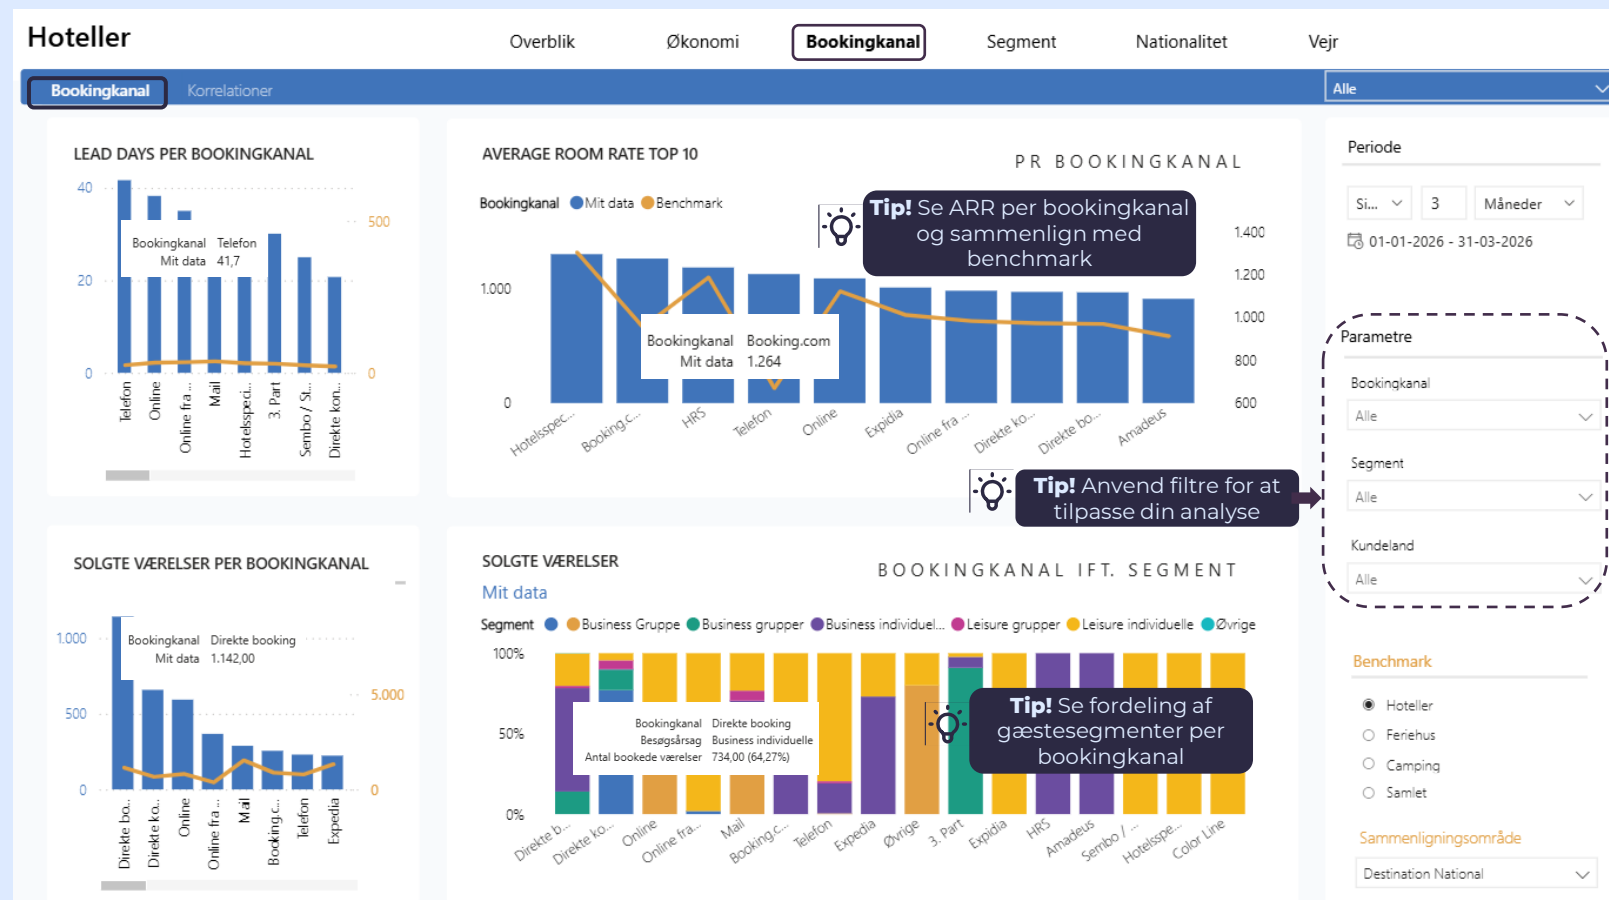 Hoteller
Overblik
Økonomi
Bookingkanal
Segment
Nationalitet
Vejr
Bookingkanal
Korrelationer
Alle
LEAD DAYS PER BOOKINGKANAL
40
20
0
500
0
Bookingkanal Telefon
Mit data 41,7
Telefon
Online
Online fra ...
Mail
Hotelsspeci...
3. Part
Sembo / St...
Direkte kon...
AVERAGE ROOM RATE TOP 10
PR BOOKINGKANAL
Bookingkanal Mit data Benchmark
Tip! Se ARR per bookingkanal
og sammenlign med
benchmark
1.000
0
1.400
1.200
1.000
800
600
Bookingkanal Booking.com
Mit data 1.264
Hotelsspec...
Booking.c...
HRS
Telefon
Online
Expidia
Online fra ...
Direkte ko...
Direkte bo...
Amadeus
Tip! Anvend filtre for at
tilpasse din analyse
Periode
Si...
3
Måneder
01-01-2026 - 31-03-2026
Parametre
Bookingkanal
Alle
Segment
Alle
Kundeland
Alle
SOLGTE VÆRELSER PER BOOKINGKANAL
1.000
500
0
5.000
0
Bookingkanal Direkte booking
Mit data 1.142,00
Direkte bo...
Direkte ko...
Online
Online fra ...
Mail
Booking.c...
Telefon
Expedia
SOLGTE VÆRELSER
BOOKINGKANAL IFT. SEGMENT
Mit data
Segment Business Gruppe Business grupper Business individuel... Leisure grupper Leisure individuelle Øvrige
100%
50%
0%
Bookingkanal Direkte booking
Besøgsårsag Business individuelle
Antal bookede værelser 734,00 (64,27%)
Tip! Se fordeling af
gæstesegmenter per
bookingkanal
Direkte b...
Direkte ko...
Online
Online fra...
Mail
Booking.c...
Telefon
Expedia
Øvrige
3. Part
Expidia
HRS
Amadeus
Sembo / ...
Hotelsspe...
Color Line
Benchmark
Hoteller
Feriehus
Camping
Samlet
Sammenligningsområde
Destination National